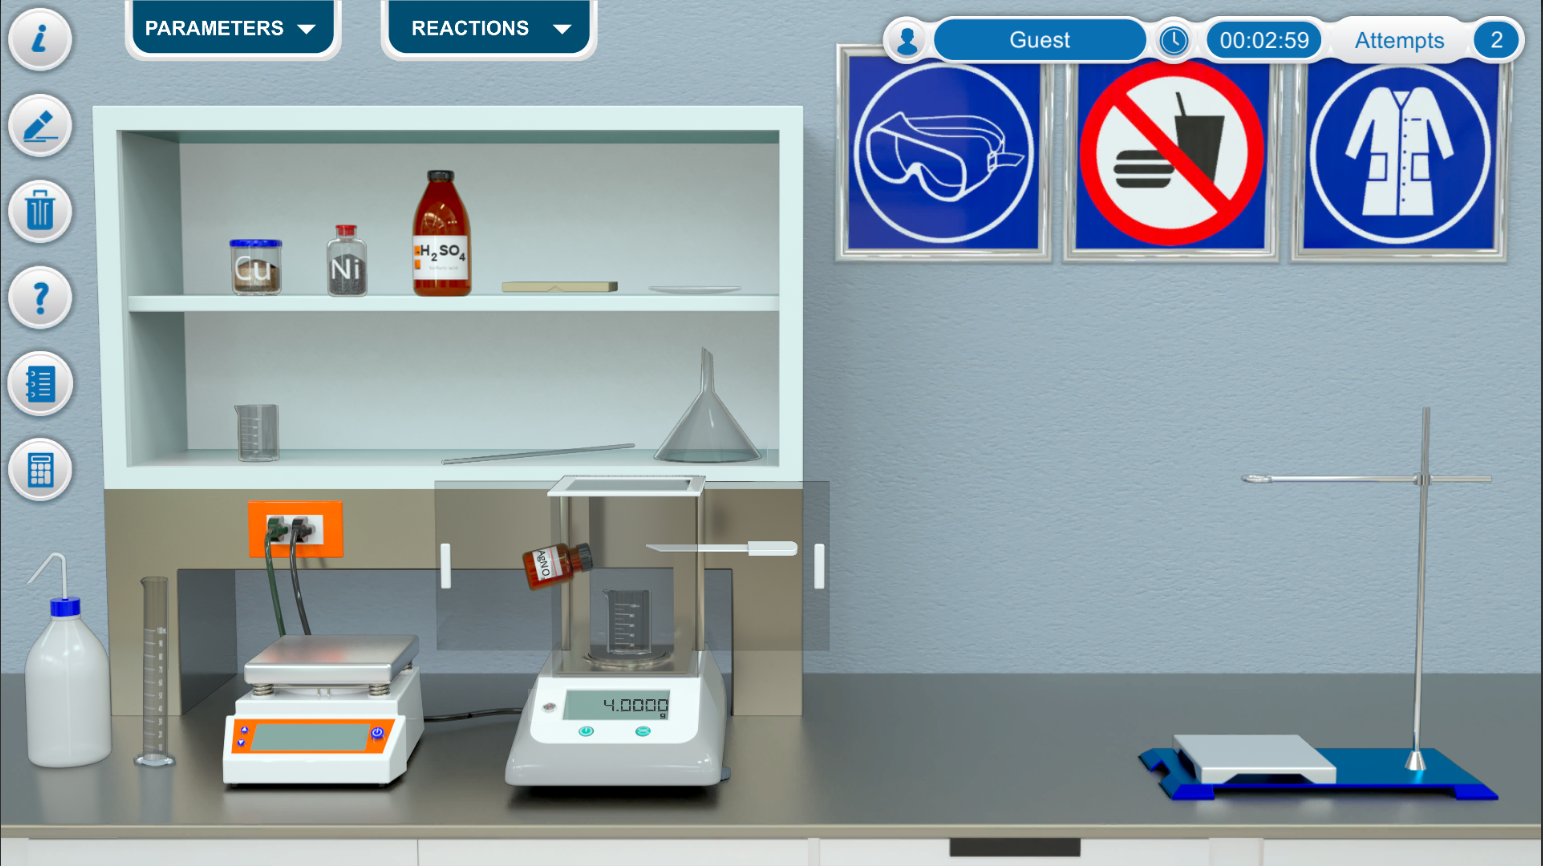 PARAMETERS
REACTIONS
Guest
00:02:59
Attempts
2
Cu
Ni
H₂SO₄
AgNO₃
4.0000
g